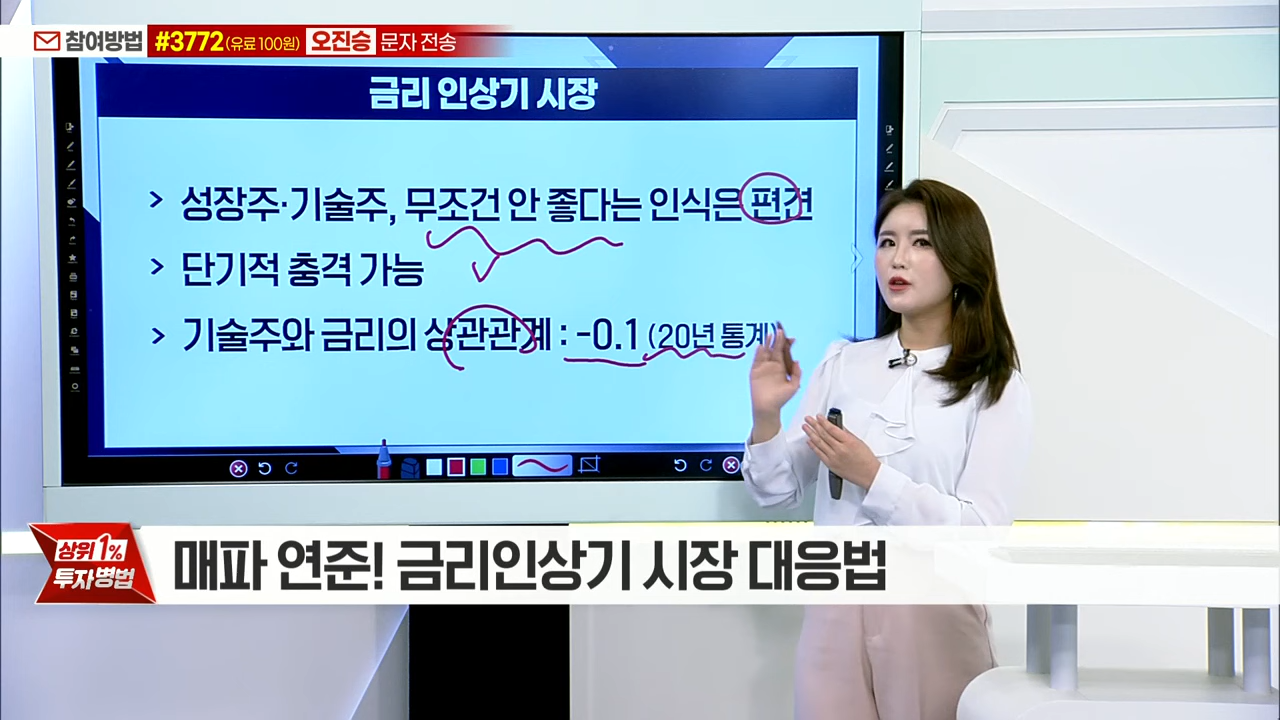 참여방법 #3772(유료 100원) 오진승 문자 전송
금리 인상기 시장
> 성장주·기술주, 무조건 안 좋다는 인식은 편견
> 단기적 충격 가능
> 기술주와 금리의 상관관계 : -0.1 (20년 통계)
상위1%
투자병법
매파 연준! 금리인상기 시장 대응법